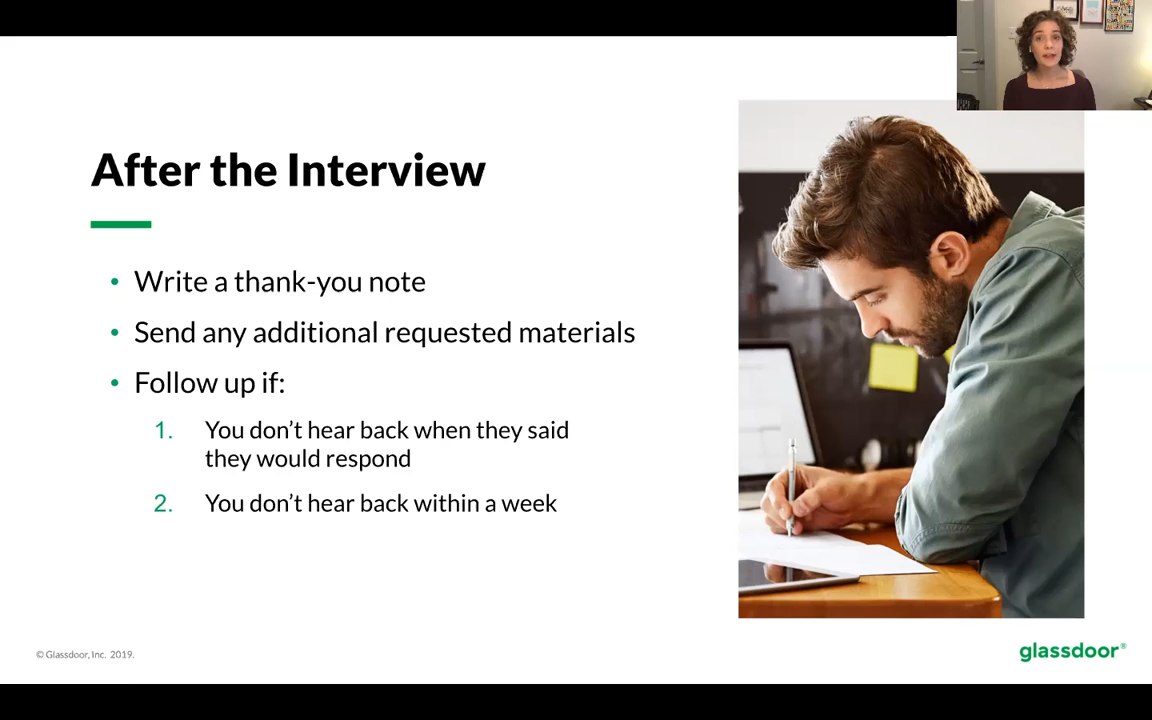 After the Interview
• Write a thank-you note
• Send any additional requested materials
• Follow up if:
1. You don't hear back when they said
they would respond
2. You don't hear back within a week
© Glassdoor, Inc. 2019.
glassdoor®